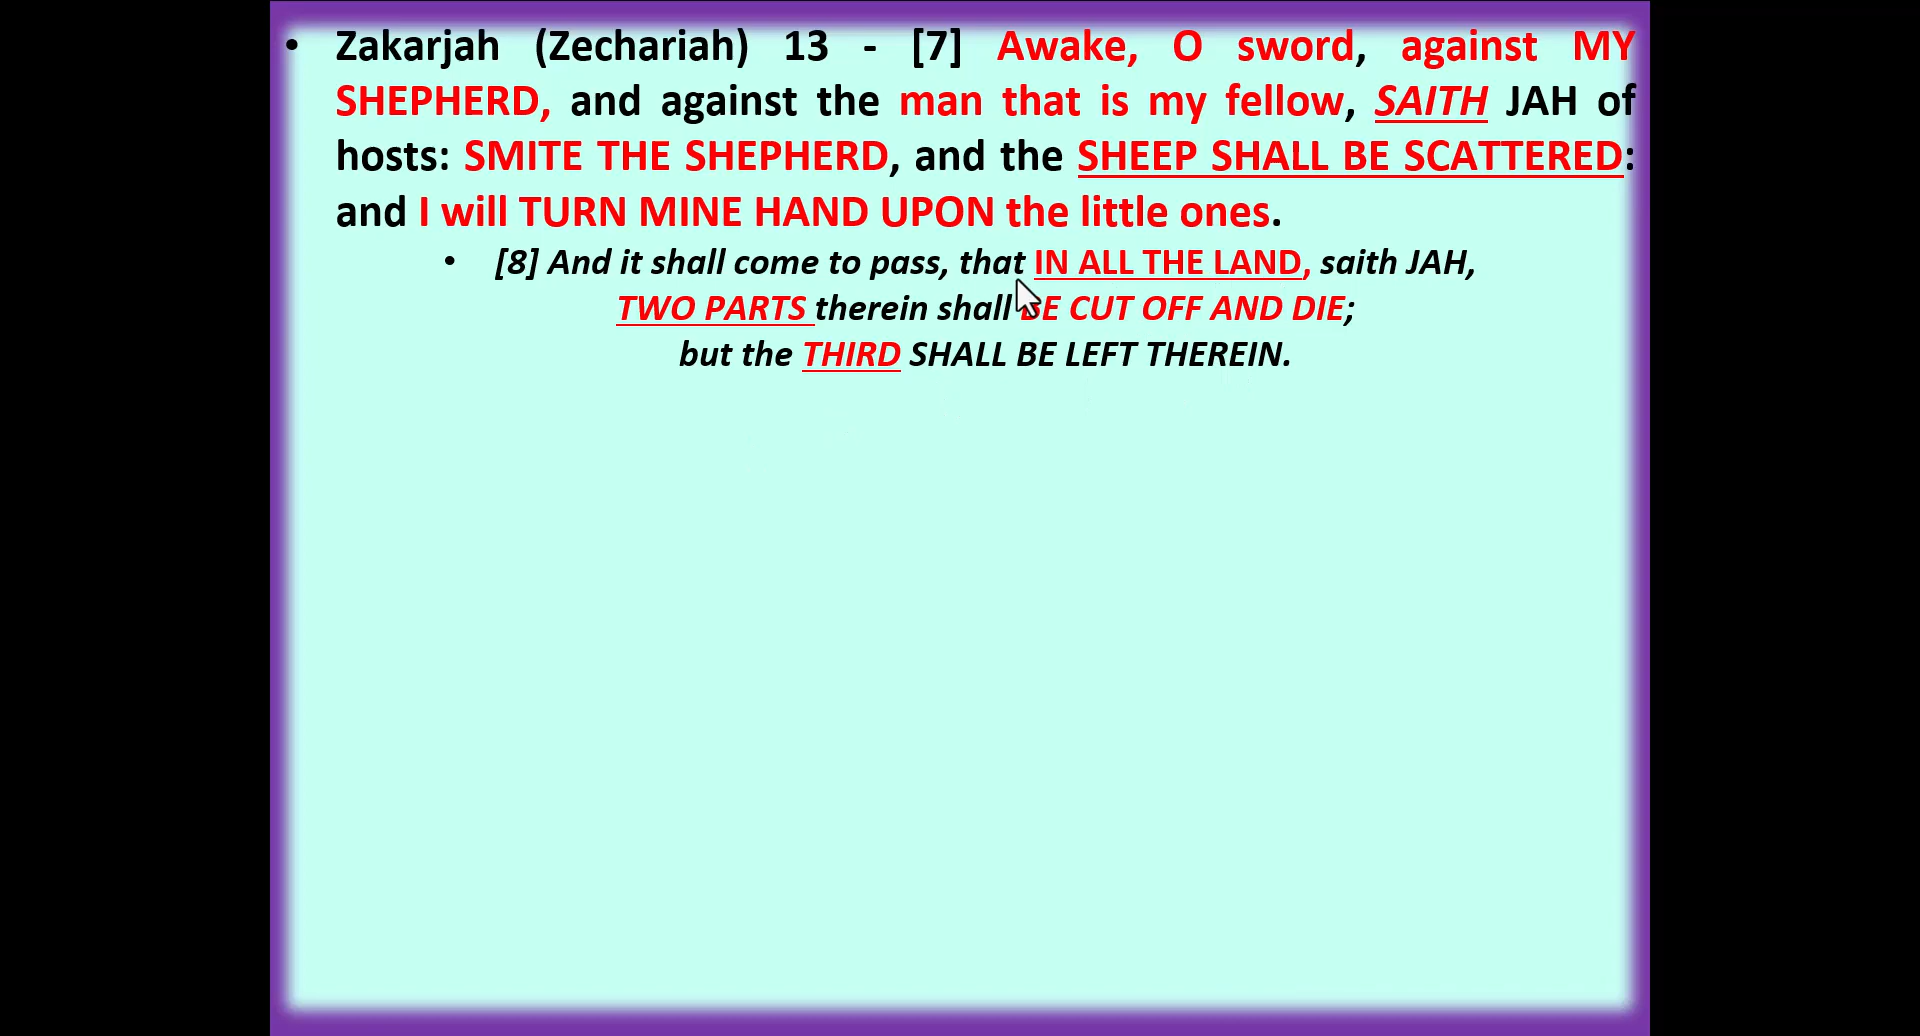 • Zakarjah (Zechariah) 13 - [7] Awake, O sword, against MY
SHEPHERD, and against the man that is my fellow, SAITH JAH of
hosts: SMITE THE SHEPHERD, and the SHEEP SHALL BE SCATTERED:
and I will TURN MINE HAND UPON the little ones.
• [8] And it shall come to pass, that IN ALL THE LAND, saith JAH,
TWO PARTS therein shall BE CUT OFF AND DIE;
but the THIRD SHALL BE LEFT THEREIN.